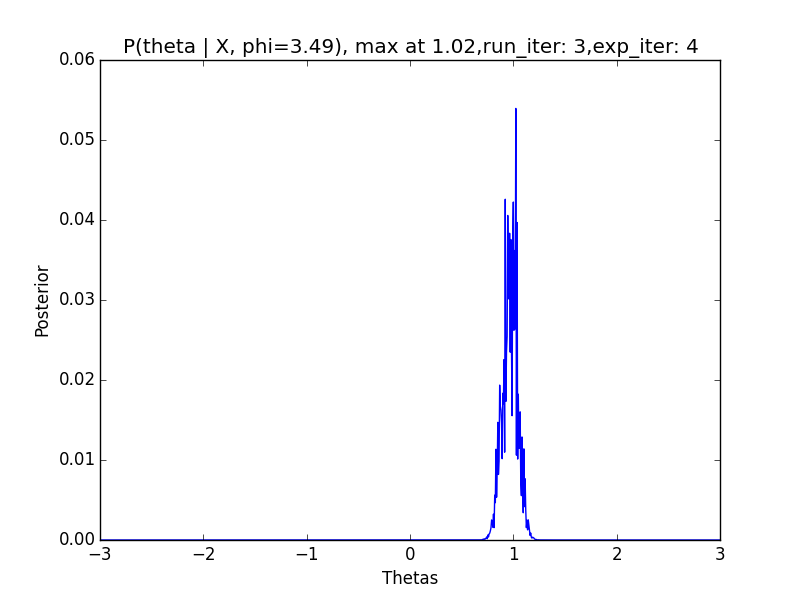 P(theta | X, phi=3.49), max at 1.02,run_iter: 3,exp_iter: 4
0.06
0.05
0.04
0.03
0.02
0.01
0.00
Posterior
−3 −2 −1 0 1 2 3
Thetas